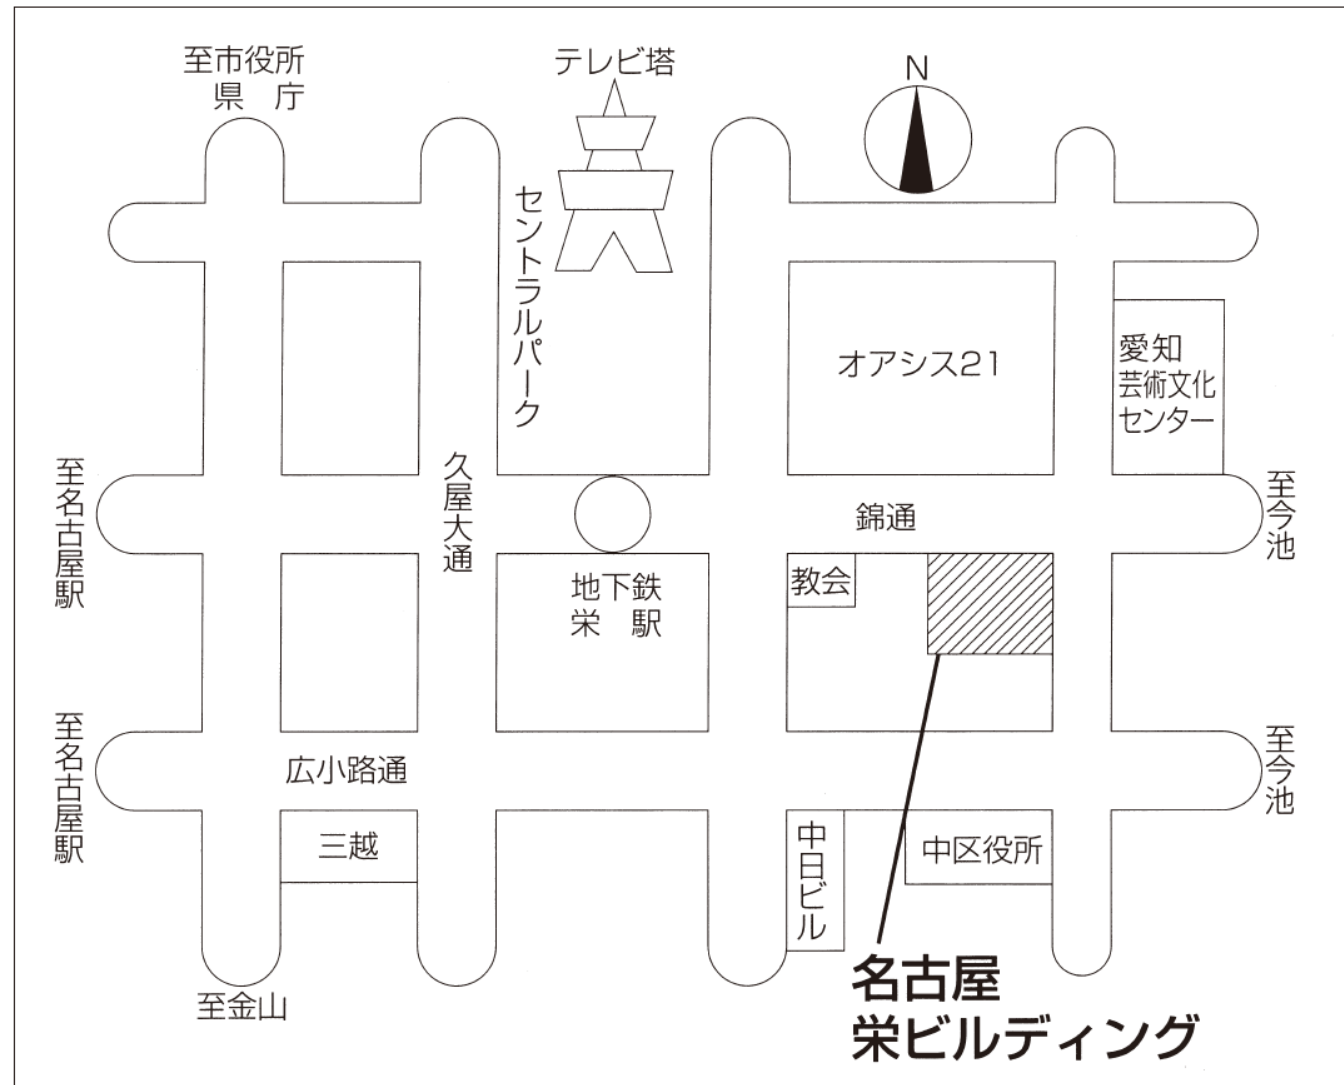 至市役所
県　庁
テレビ塔
N
セントラルパーク
オアシス21
愛知
芸術文化
センター
至名古屋駅
久屋大通
錦通
至今池
地下鉄
栄　駅
教会
至名古屋駅
広小路通
至今池
三越
中日ビル
中区役所
至金山
名古屋
栄ビルディング